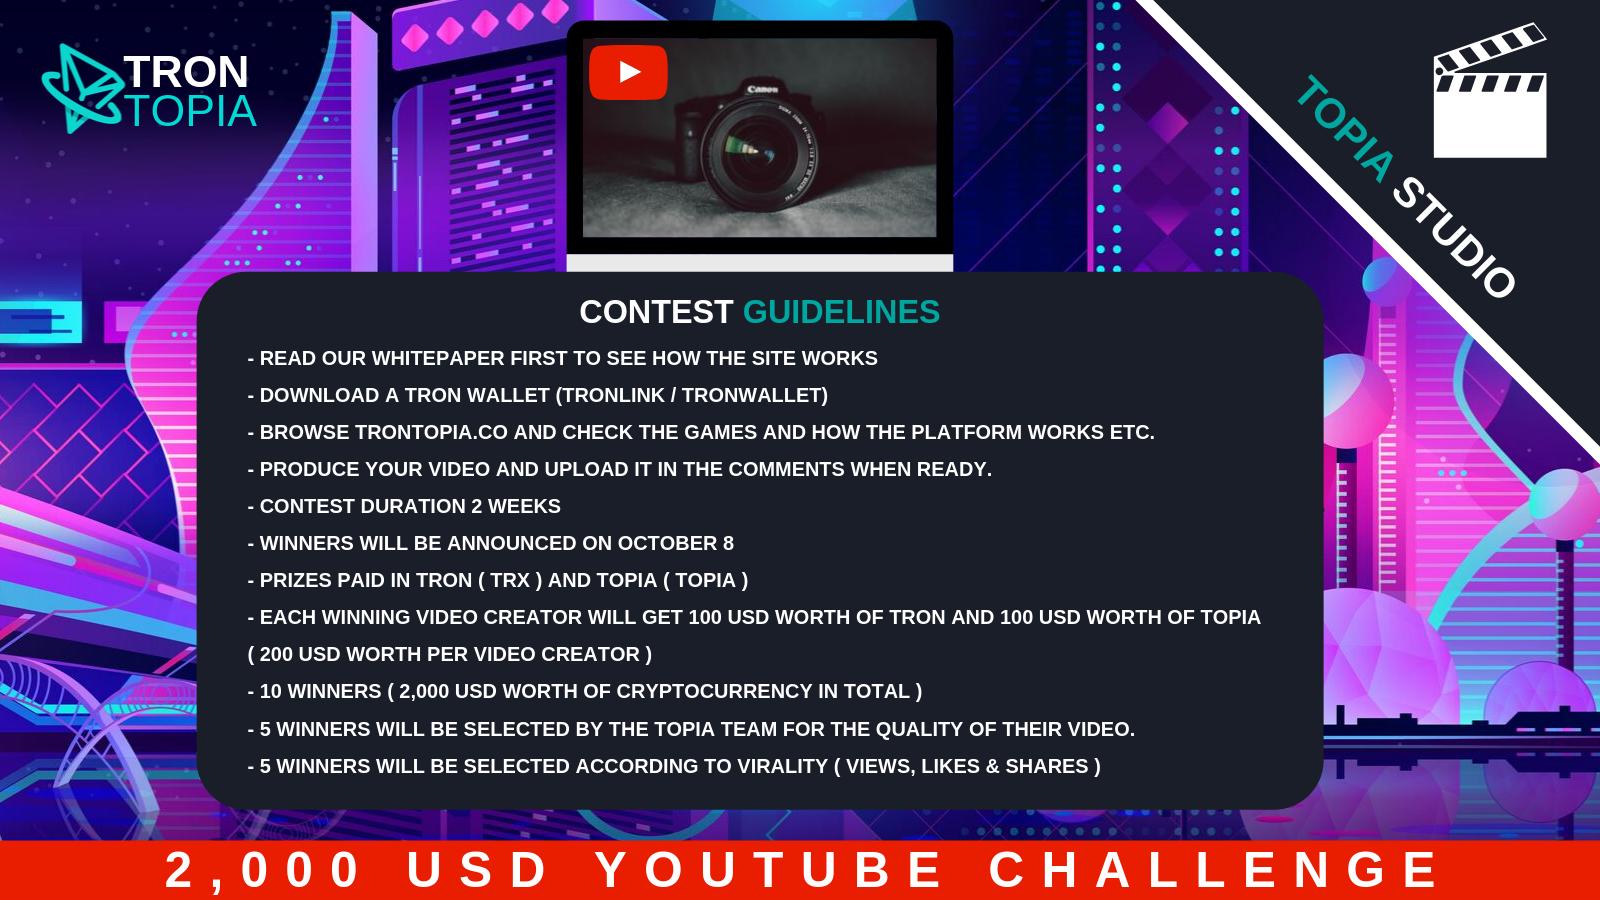 TRON
TOPIA
Canon
TOPIA STUDIO
CONTEST GUIDELINES
- READ OUR WHITEPAPER FIRST TO SEE HOW THE SITE WORKS
- DOWNLOAD A TRON WALLET (TRONLINK / TRONWALLET)
- BROWSE TRONTOPIA.CO AND CHECK THE GAMES AND HOW THE PLATFORM WORKS ETC.
- PRODUCE YOUR VIDEO AND UPLOAD IT IN THE COMMENTS WHEN READY.
- CONTEST DURATION 2 WEEKS
- WINNERS WILL BE ANNOUNCED ON OCTOBER 8
- PRIZES PAID IN TRON ( TRX ) AND TOPIA ( TOPIA )
- EACH WINNING VIDEO CREATOR WILL GET 100 USD WORTH OF TRON AND 100 USD WORTH OF TOPIA
( 200 USD WORTH PER VIDEO CREATOR )
- 10 WINNERS ( 2,000 USD WORTH OF CRYPTOCURRENCY IN TOTAL )
- 5 WINNERS WILL BE SELECTED BY THE TOPIA TEAM FOR THE QUALITY OF THEIR VIDEO.
- 5 WINNERS WILL BE SELECTED ACCORDING TO VIRALITY ( VIEWS, LIKES & SHARES )
2,000 USD YOUTUBE CHALLENGE